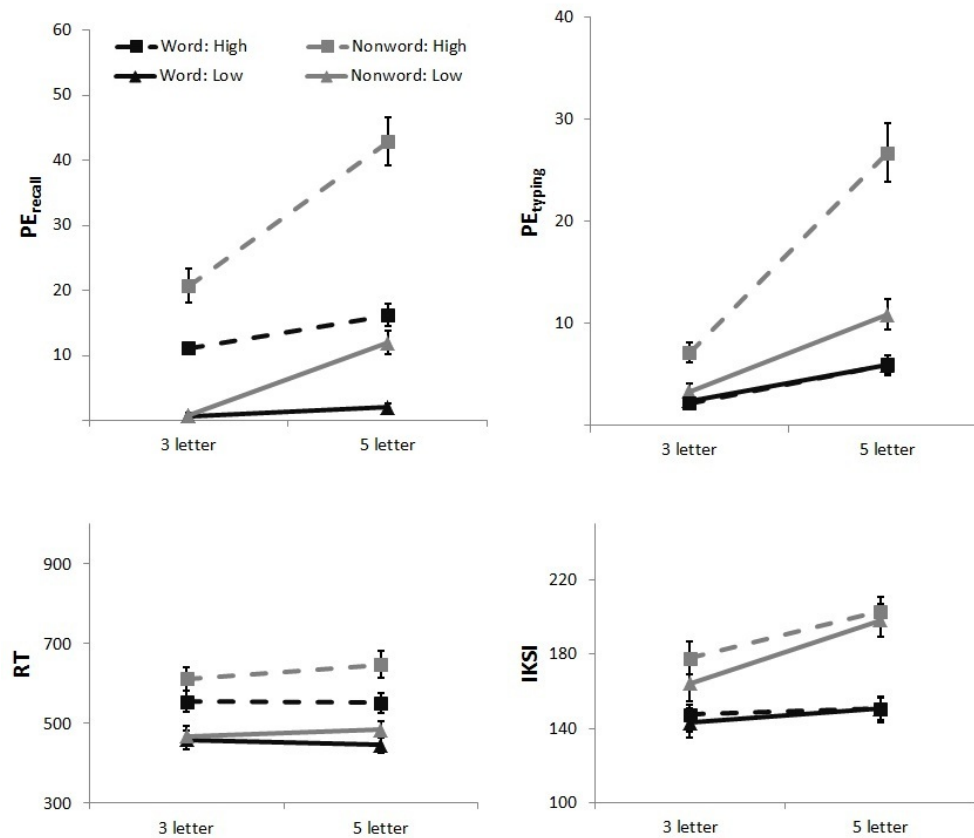 60
50
40
30
20
10
PErecall
Word: High
Nonword: High
Word: Low
Nonword: Low
3 letter
5 letter
40
30
20
10
PEtyping
3 letter
5 letter
900
700
500
300
RT
3 letter
5 letter
220
180
140
100
IKSI
3 letter
5 letter